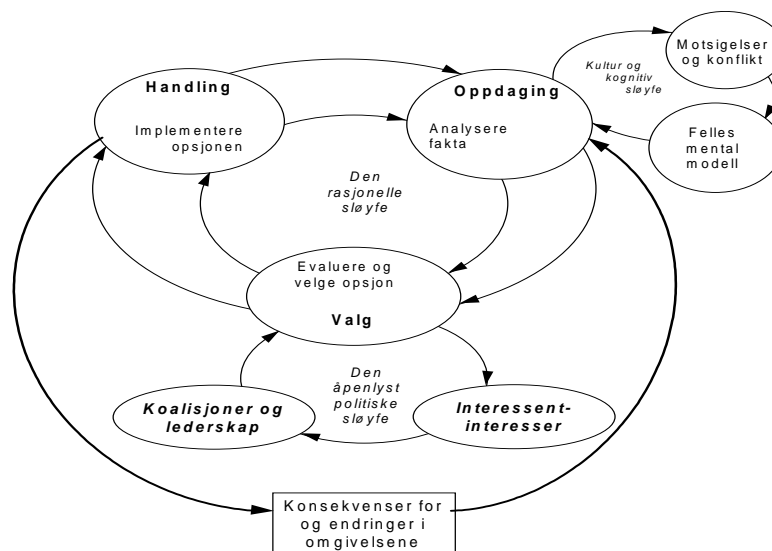 Handling
Implementere
opsjonen
Oppdaging
Analysere
fakta
Kultur og
kognitiv
sløyfe
Motsigelser
og konflikt
Felles
mental
modell
Den
rasjonelle
sløyfe
Evaluere og
velge opsjon
Valg
Den
åpenlyst
politiske
sløyfe
Koalisjoner og
lederskap
Interessent-
interesser
Konsekvenser for
og endringer i
omgivelsene